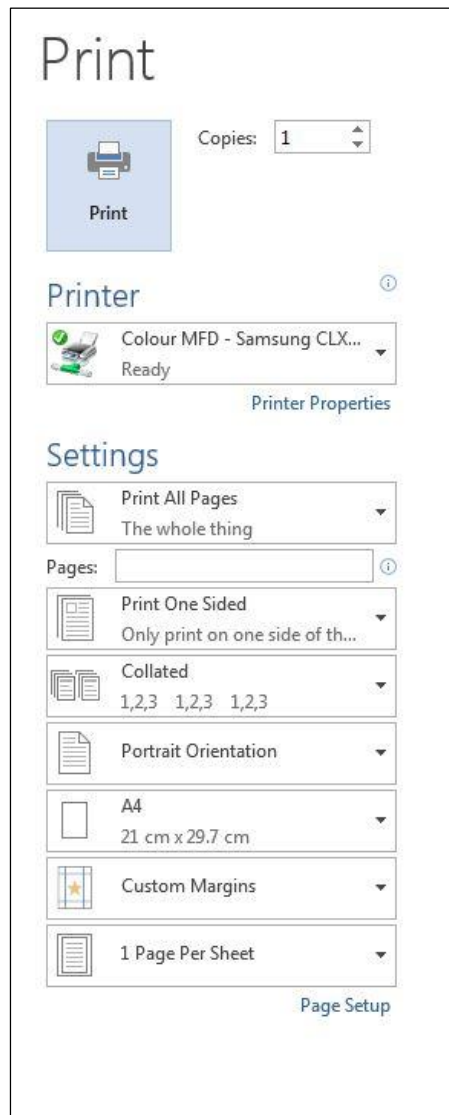 Print
Copies: 1
Print
Printer
Colour MFD - Samsung CLX...
Ready
Printer Properties
Settings
Print All Pages
The whole thing
Pages:
Print One Sided
Only print on one side of th...
Collated
1,2,3 1,2,3 1,2,3
Portrait Orientation
A4
21 cm x 29.7 cm
Custom Margins
1 Page Per Sheet
Page Setup